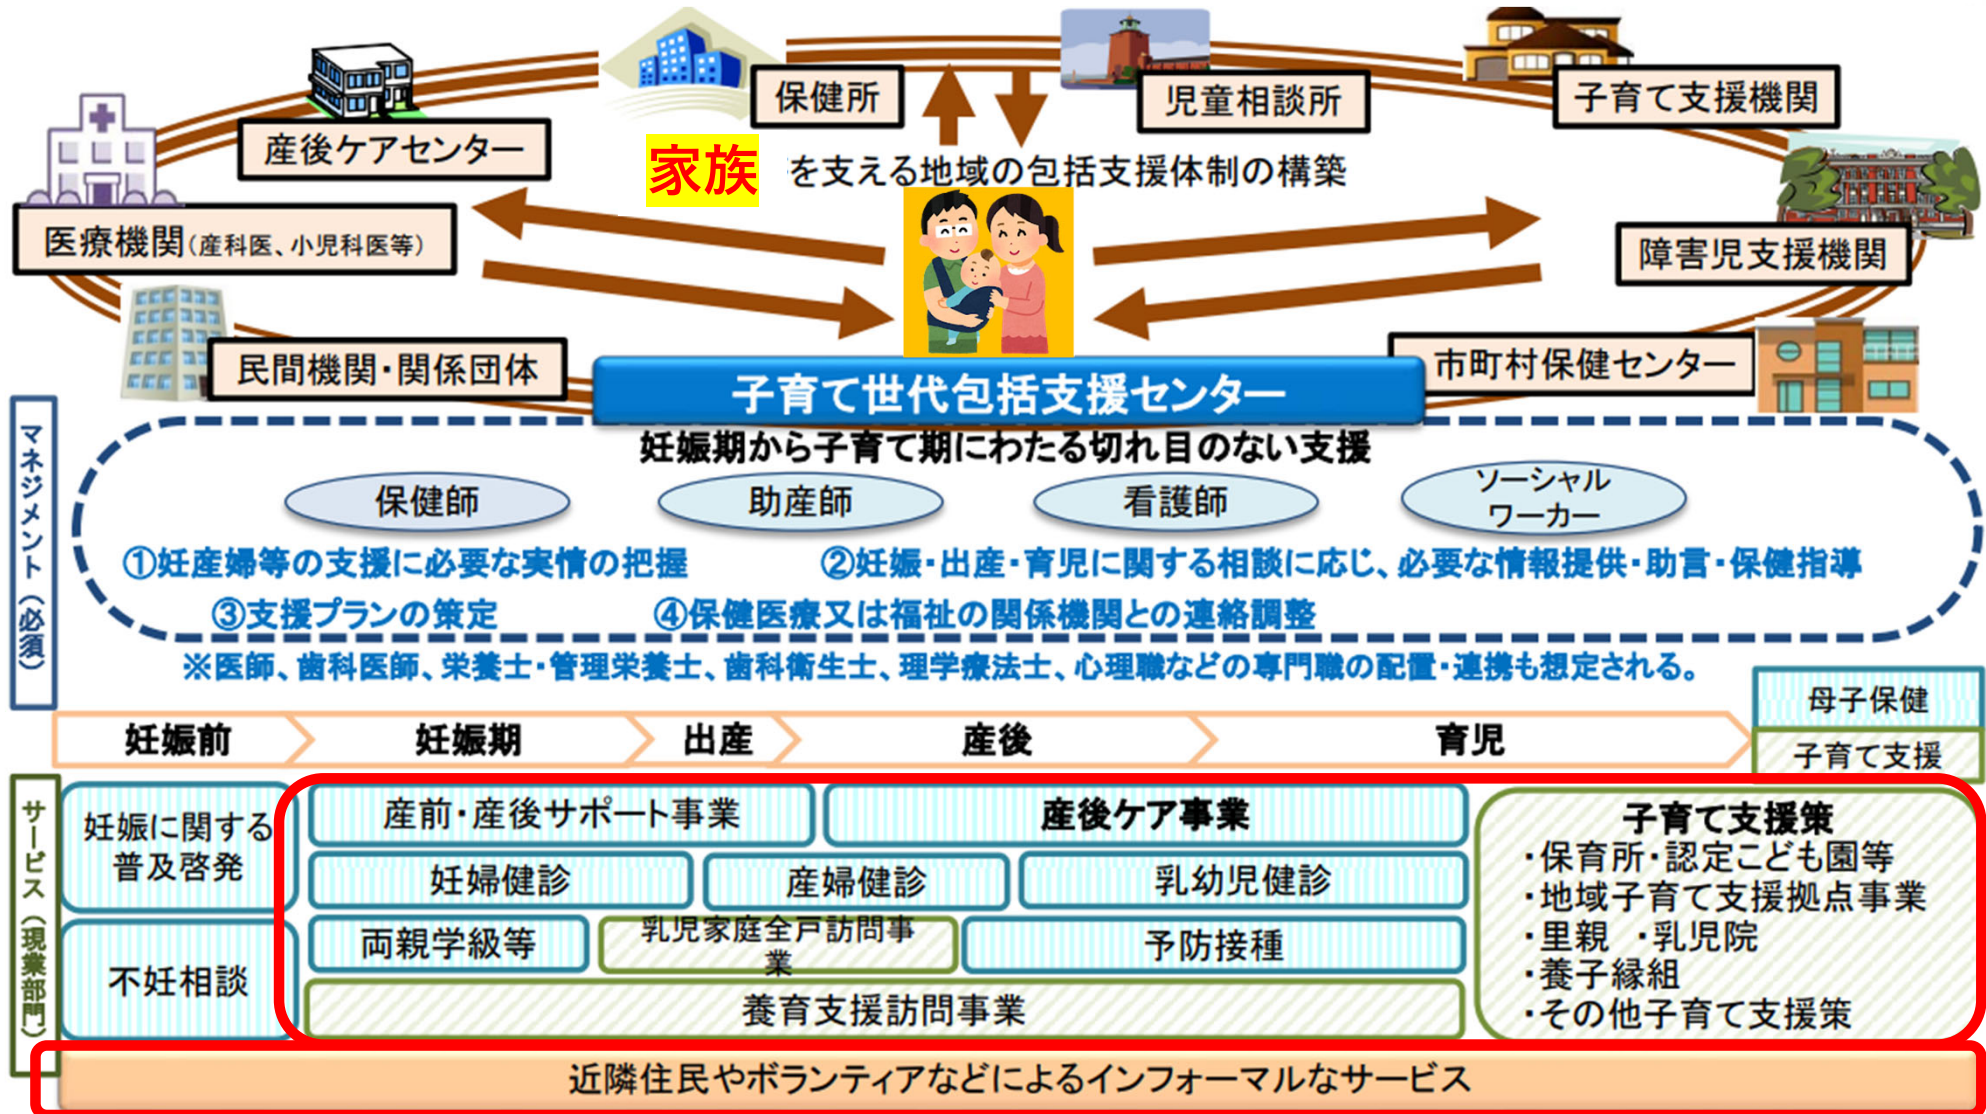 保健所
児童相談所
子育て支援機関
産後ケアセンター
家族 を支える地域の包括支援体制の構築
医療機関(産科医、小児科医等)
障害児支援機関
民間機関・関係団体
市町村保健センター
子育て世代包括支援センター
マネジメント(必須)
妊娠期から子育て期にわたる切れ目のない支援
保健師
助産師
看護師
ソーシャル
ワーカー
①妊産婦等の支援に必要な実情の把握
②妊娠・出産・育児に関する相談に応じ、必要な情報提供・助言・保健指導
③支援プランの策定
④保健医療又は福祉の関係機関との連絡調整
※医師、歯科医師、栄養士・管理栄養士、歯科衛生士、理学療法士、心理職などの専門職の配置・連携も想定される。
母子保健
子育て支援
妊娠前
妊娠期
出産
産後
育児
サービス(現業部門)
妊娠に関する
普及啓発
不妊相談
産前・産後サポート事業
産後ケア事業
妊婦健診
産婦健診
乳幼児健診
両親学級等
乳児家庭全戸訪問事
業
予防接種
養育支援訪問事業
子育て支援策
・保育所・認定こども園等
・地域子育て支援拠点事業
・里親 ・乳児院
・養子縁組
・その他子育て支援策
近隣住民やボランティアなどによるインフォーマルなサービス